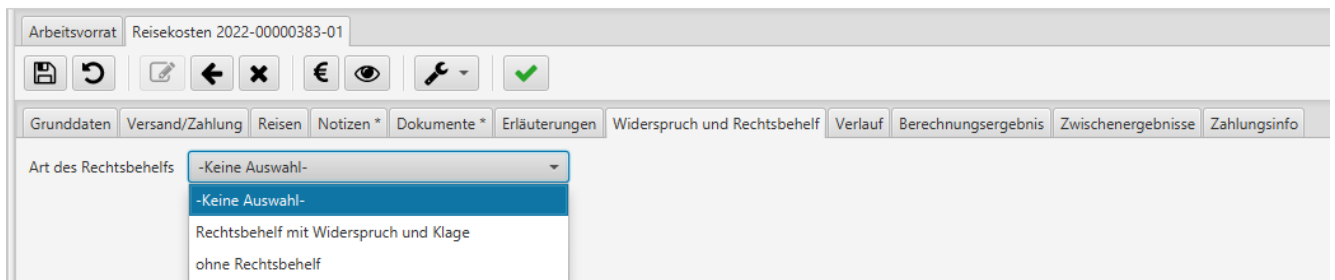 Arbeitsvorrat Reisekosten 2022-00000383-01
€
Grunddaten Versand/Zahlung Reisen Notizen * Dokumente * Erläuterungen Widerspruch und Rechtsbehelf Verlauf Berechnungsergebnis Zwischenergebnisse Zahlungsinfo
Art des Rechtsbehelfs -Keine Auswahl-
-Keine Auswahl-
Rechtsbehelf mit Widerspruch und Klage
ohne Rechtsbehelf